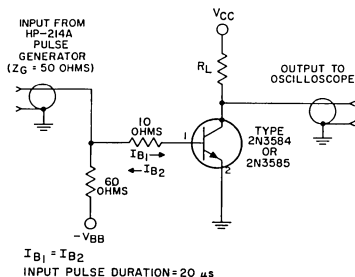 INPUT FROM
HP-214A
PULSE
GENERATOR
(ZG = 50 OHMS)
VCC
RL
OUTPUT TO
OSCILLOSCOPE
10
OHMS
IB1
IB2
1
2
TYPE
2N3584
OR
2N3585
60
OHMS
-VBB
IB1 = IB2
INPUT PULSE DURATION = 20 μs